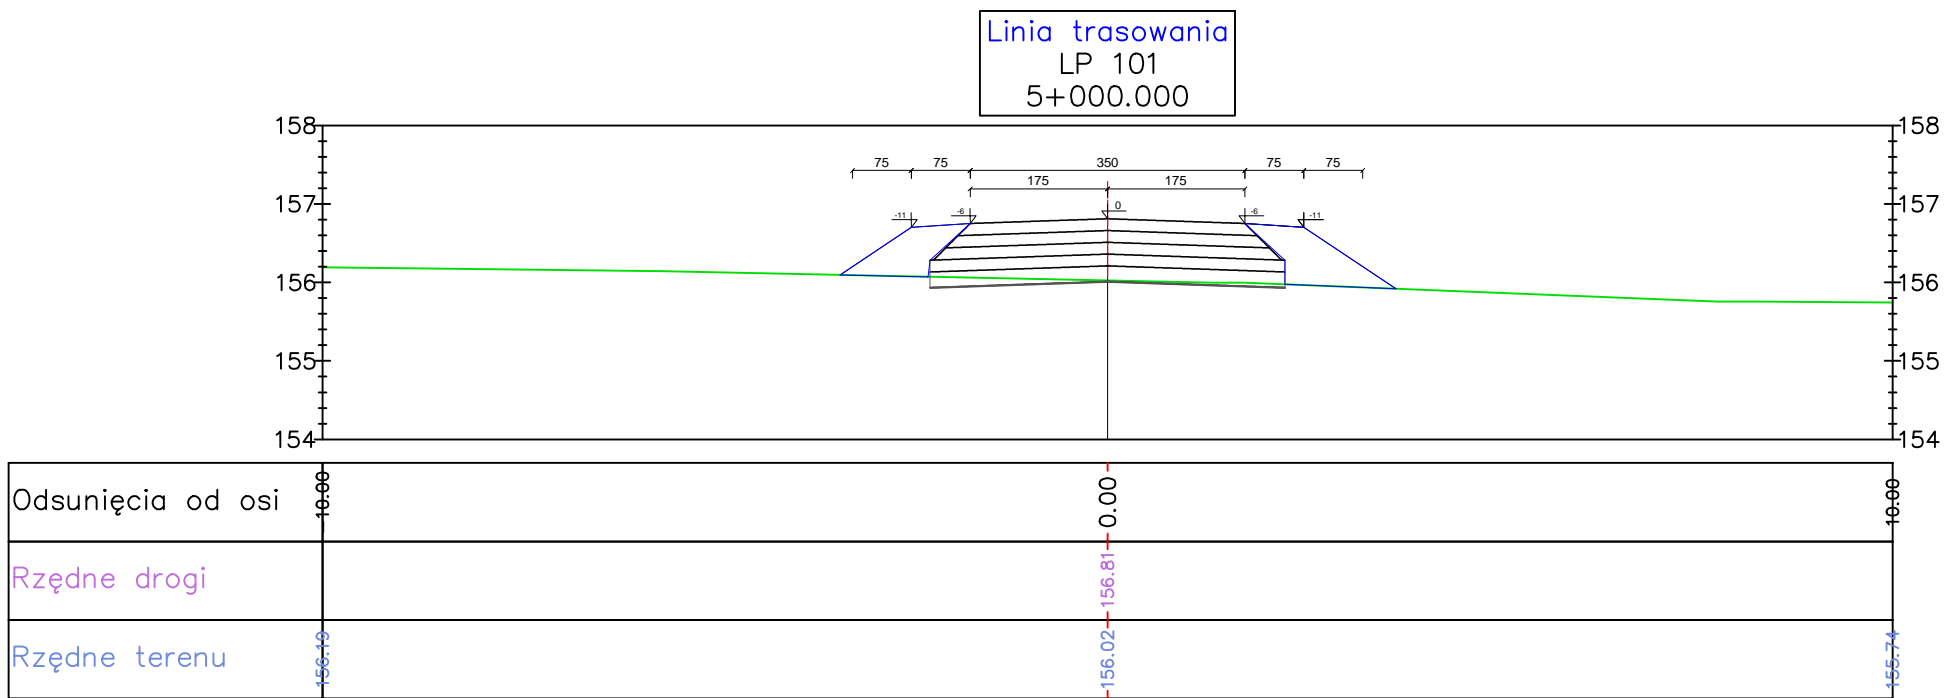 Linia trasowania
LP 101
5+000.000
158 158
75 75 350 75 75
175 175
157 157
-11 -6 0 -6 -11
156 156
155 155
154 154
Odsunięcia od osi -10.00 0.00 10.00
Rzędne drogi 156.81
Rzędne terenu 156.19 156.02 155.74